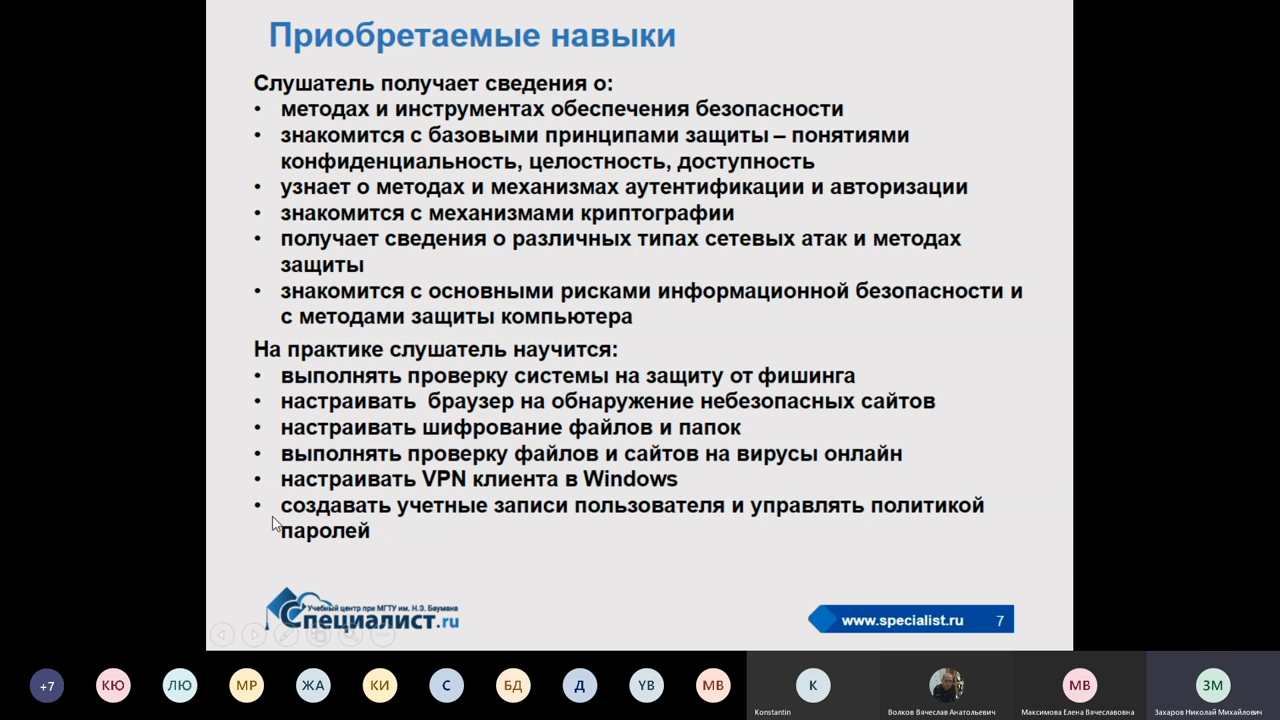 Приобретаемые навыки
Слушатель получает сведения о:
• методах и инструментах обеспечения безопасности
• знакомится с базовыми принципами защиты – понятиями
конфиденциальность, целостность, доступность
• узнает о методах и механизмах аутентификации и авторизации
• знакомится с механизмами криптографии
• получает сведения о различных типах сетевых атак и методах
защиты
• знакомится с основными рисками информационной безопасности и
с методами защиты компьютера
На практике слушатель научится:
• выполнять проверку системы на защиту от фишинга
• настраивать браузер на обнаружение небезопасных сайтов
• настраивать шифрование файлов и папок
• выполнять проверку файлов и сайтов на вирусы онлайн
• настраивать VPN клиента в Windows
• создавать учетные записи пользователя и управлять политикой
паролей
Учебный центр при МГТУ им. Н.Э. Баумана
Специалист.ru
www.specialist.ru 7
+7 КЮ ЛЮ МР ЖА КИ С БД Д YB МВ К МВ ЗМ
Konstantin Волков Вячеслав Анатольевич Максимова Елена Вячеславовна Захаров Николай Михайлович